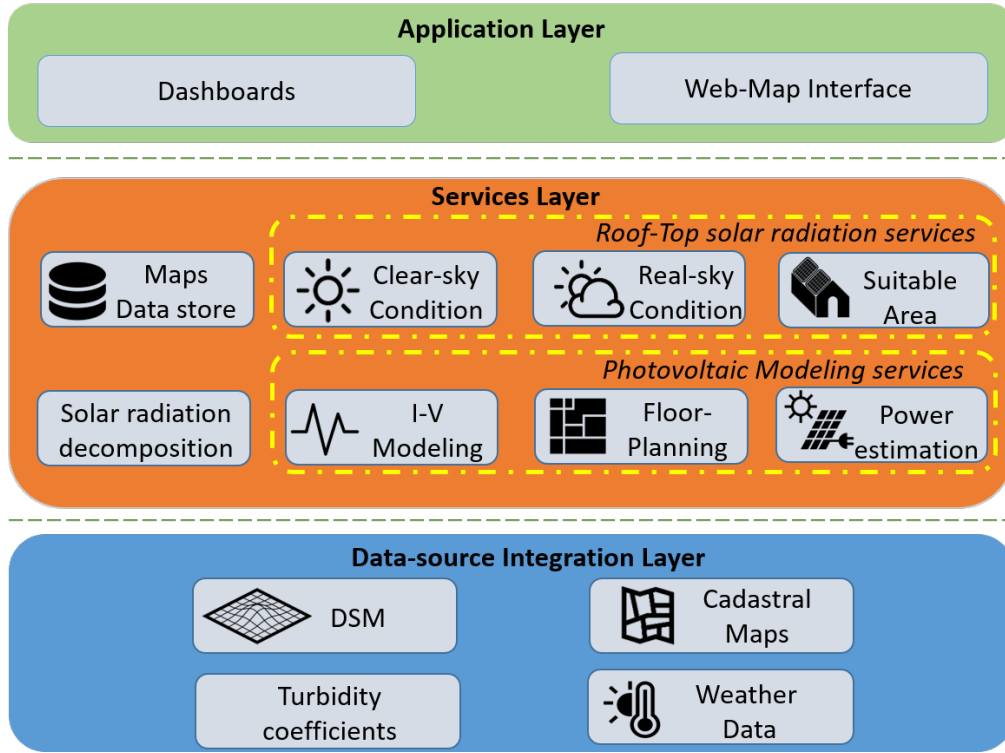 Application Layer
Dashboards
Web-Map Interface
Services Layer
Roof-Top solar radiation services
Maps
Data store
Clear-sky
Condition
Real-sky
Condition
Suitable
Area
Photovoltaic Modeling services
Solar radiation
decomposition
I-V
Modeling
Floor-
Planning
Power
estimation
Data-source Integration Layer
DSM
Cadastral
Maps
Turbidity
coefficients
Weather
Data